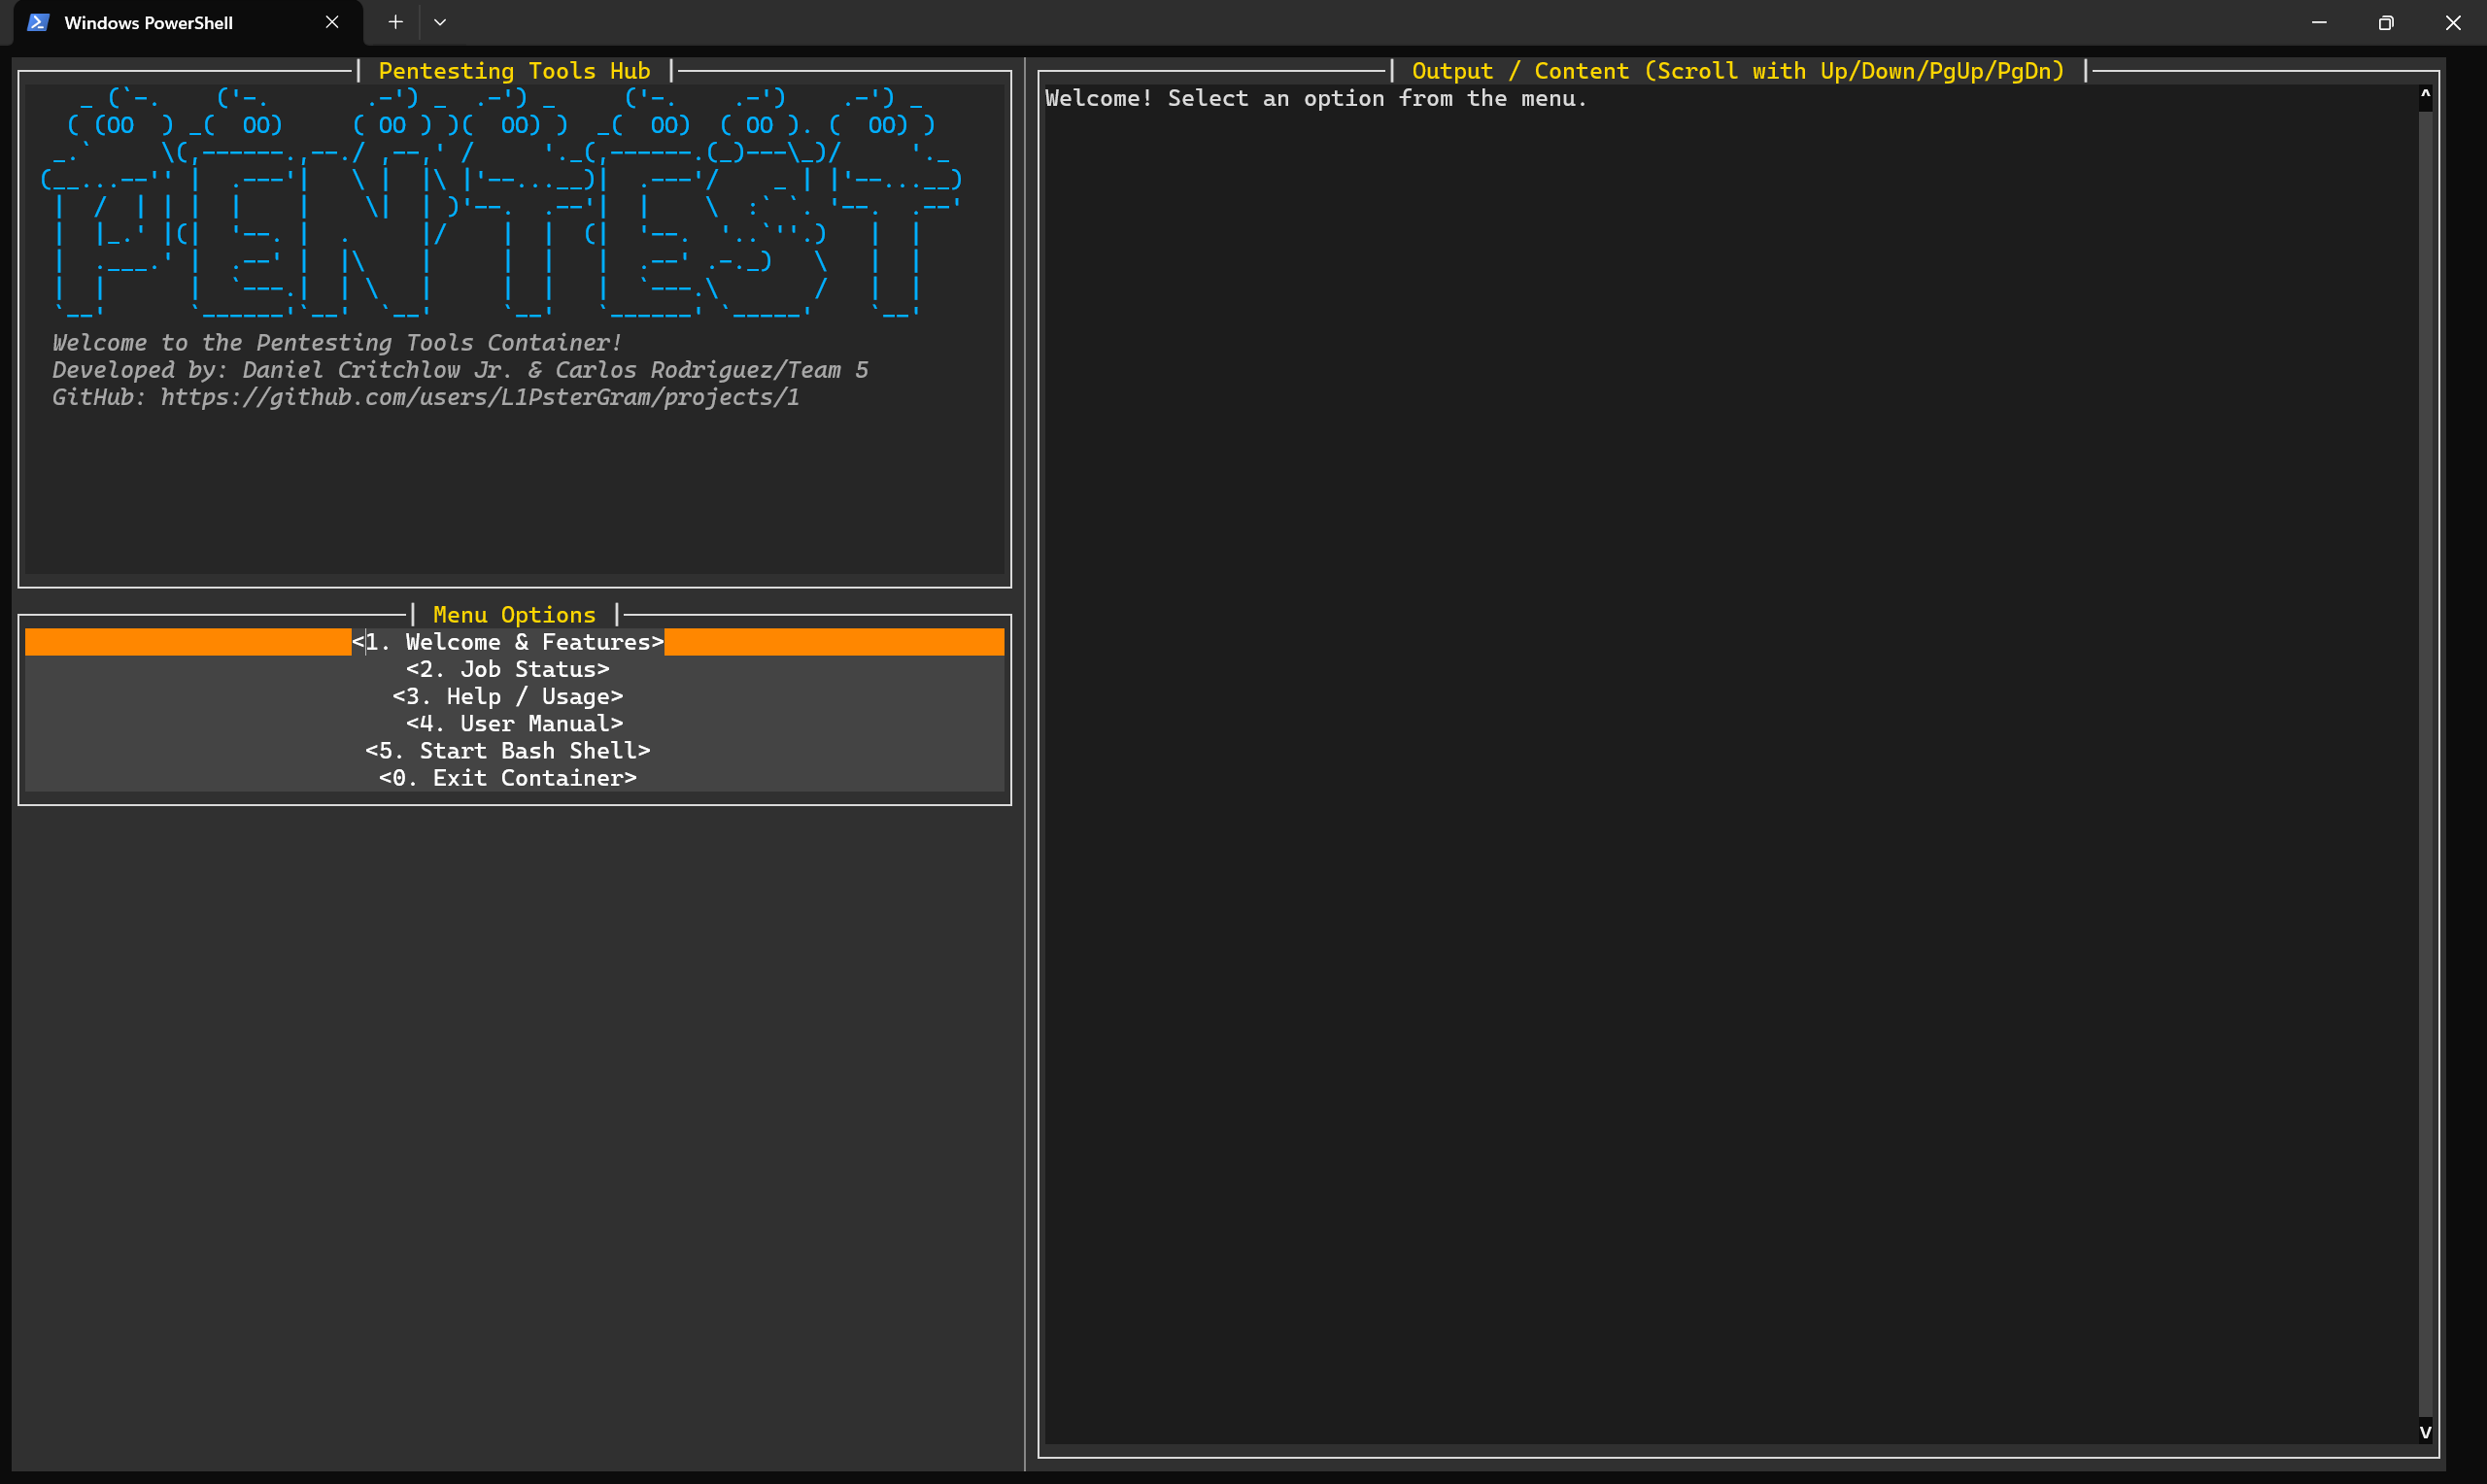 Windows PowerShell
Pentesting Tools Hub
PENTEST
Welcome to the Pentesting Tools Container!
Developed by: Daniel Critchlow Jr. & Carlos Rodriguez/Team 5
GitHub: https://github.com/users/L1PsterGram/projects/1
Menu Options
<1. Welcome & Features>
<2. Job Status>
<3. Help / Usage>
<4. User Manual>
<5. Start Bash Shell>
<0. Exit Container>
Output / Content (Scroll with Up/Down/PgUp/PgDn)
Welcome! Select an option from the menu.